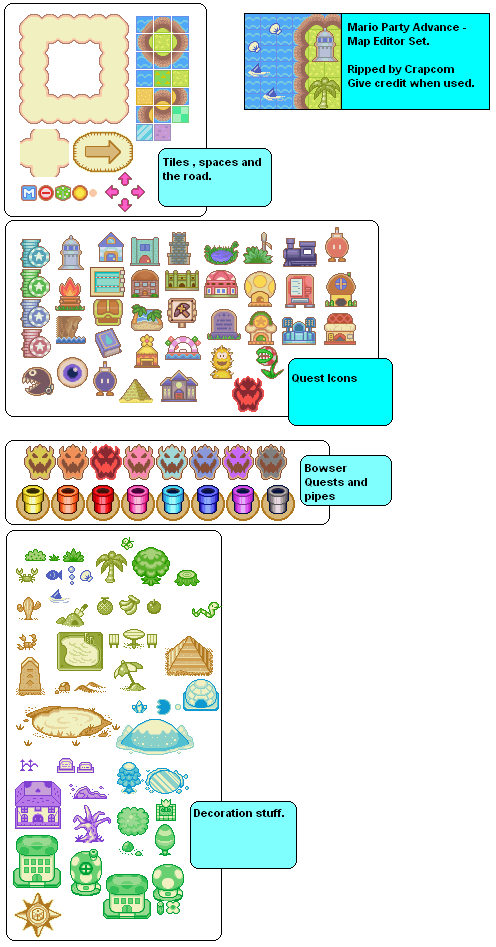 Mario Party Advance -
Map Editor Set.
Ripped by Crapcom
Give credit when used.
Tiles , spaces and
the road.
M
Quest Icons
Bowser
Quests and
pipes
Decoration stuff.